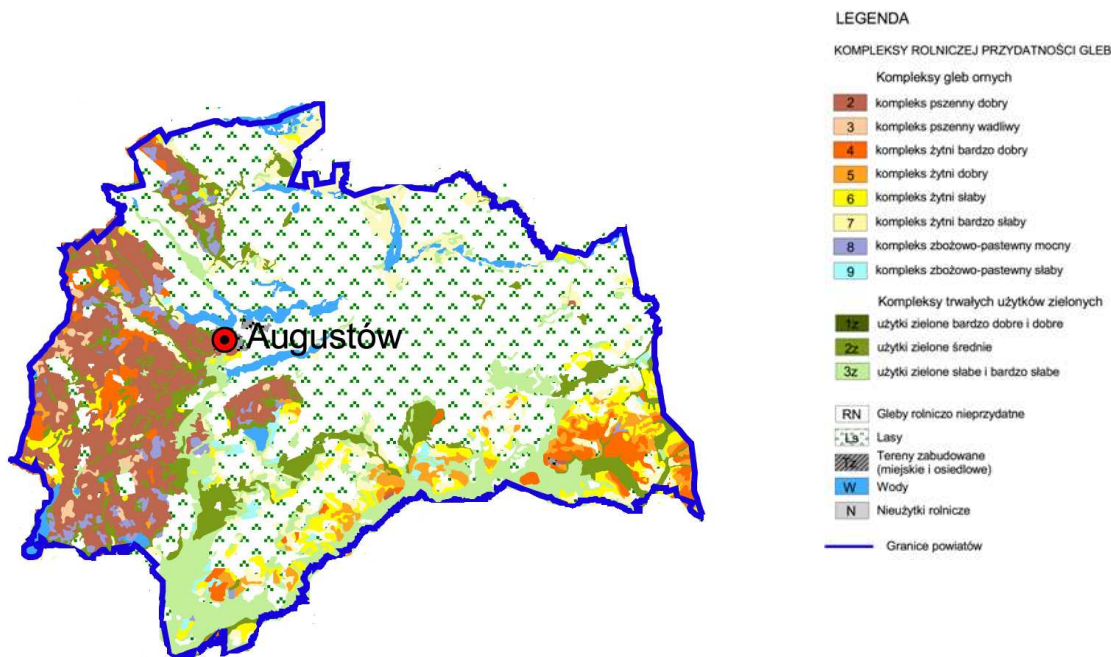 LEGENDA
KOMPLEKSY ROLNICZEJ PRZYDATNOŚCI GLEB
Kompleksy gleb ornych
2 kompleks pszenny dobry
3 kompleks pszenny wadliwy
4 kompleks żytni bardzo dobry
5 kompleks żytni dobry
6 kompleks żytni słaby
7 kompleks żytni bardzo słaby
8 kompleks zbożowo-pastewny mocny
9 kompleks zbożowo-pastewny słaby
Kompleksy trwałych użytków zielonych
1z użytki zielone bardzo dobre i dobre
2z użytki zielone średnie
3z użytki zielone słabe i bardzo słabe
RN Gleby rolniczo nieprzydatne
Ls Lasy
Tz Tereny zabudowane
(miejskie i osiedlowe)
W Wody
N Nieużytki rolnicze
Granice powiatów
Augustów